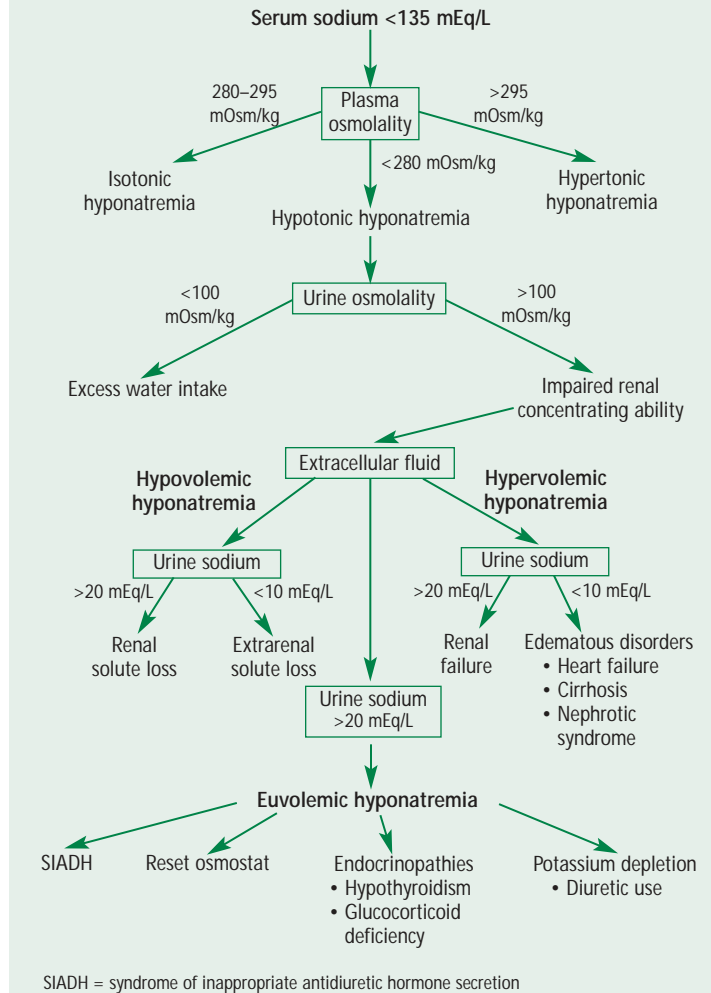 Serum sodium <135 mEq/L
280–295
mOsm/kg
Plasma
osmolality
>295
mOsm/kg
<280 mOsm/kg
Isotonic
hyponatremia
Hypertonic
hyponatremia
Hypotonic hyponatremia
<100
mOsm/kg
Urine osmolality
>100
mOsm/kg
Excess water intake
Impaired renal
concentrating ability
Extracellular fluid
Hypovolemic
hyponatremia
Hypervolemic
hyponatremia
Urine sodium
>20 mEq/L
<10 mEq/L
Renal
solute loss
Extrarenal
solute loss
Urine sodium
>20 mEq/L
<10 mEq/L
Renal
failure
Edematous disorders
• Heart failure
• Cirrhosis
• Nephrotic
syndrome
Urine sodium
>20 mEq/L
Euvolemic hyponatremia
SIADH
Reset osmostat
Endocrinopathies
• Hypothyroidism
• Glucocorticoid
deficiency
Potassium depletion
• Diuretic use
SIADH = syndrome of inappropriate antidiuretic hormone secretion